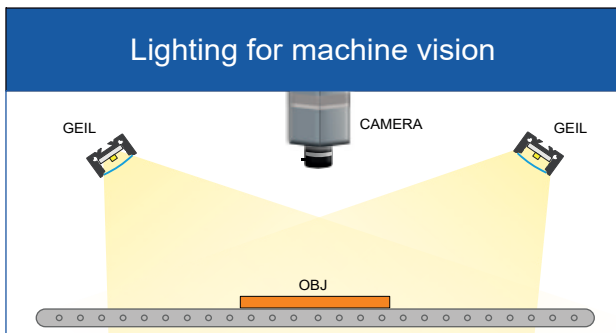 Lighting for machine vision
GEIL
CAMERA
GEIL
OBJ